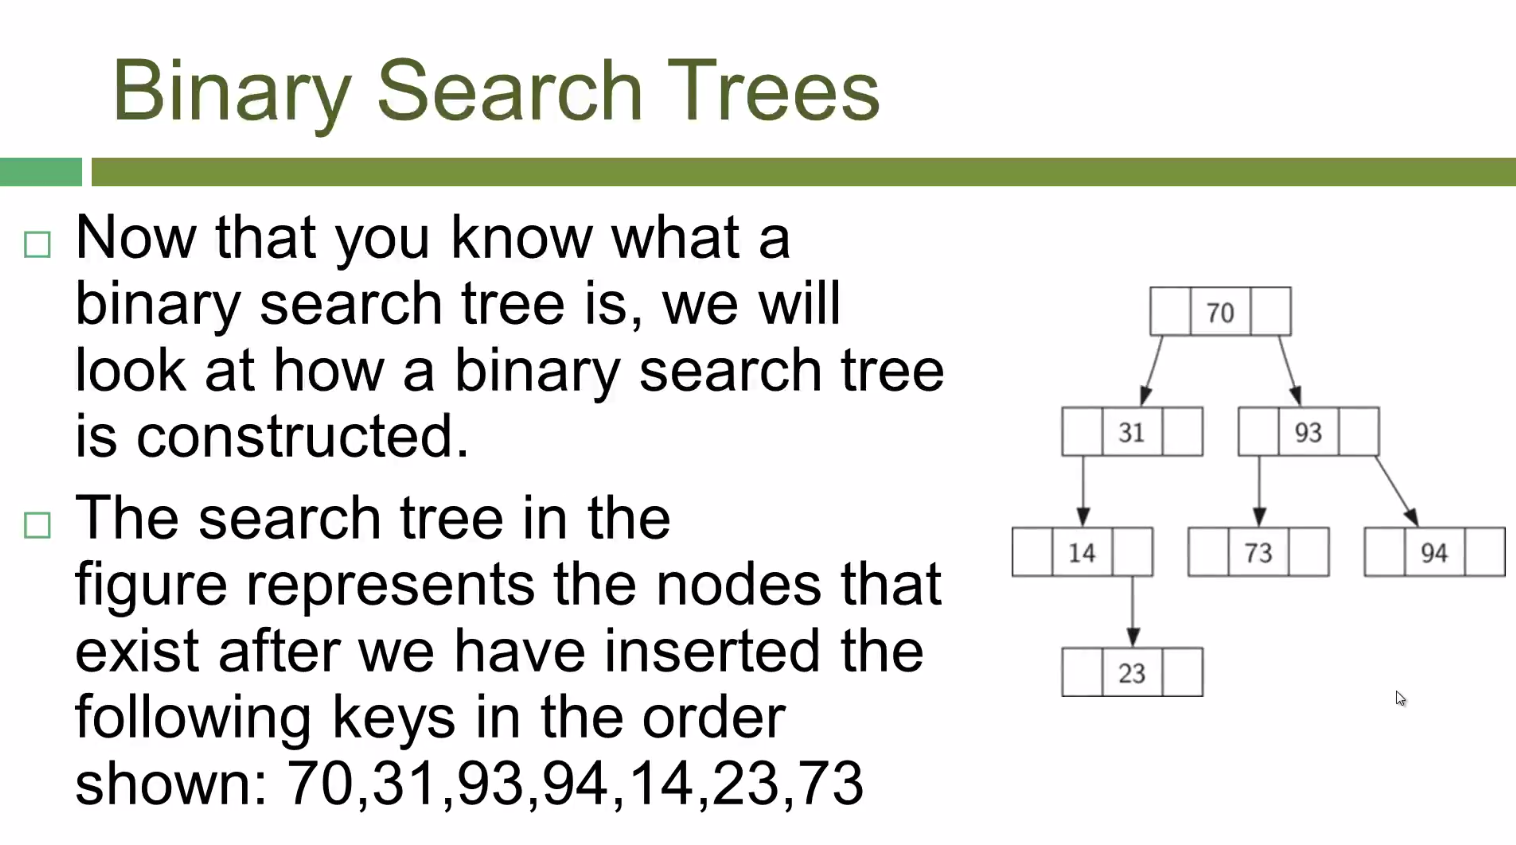 Binary Search Trees
Now that you know what a
binary search tree is, we will
look at how a binary search tree
is constructed.
The search tree in the
figure represents the nodes that
exist after we have inserted the
following keys in the order
shown: 70,31,93,94,14,23,73
70
31
93
14
73
94
23